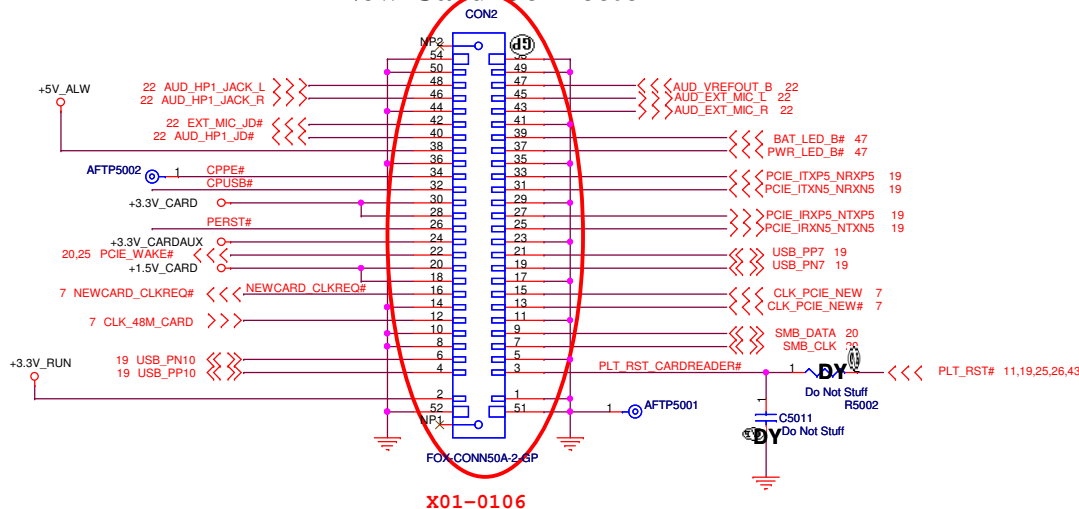 CON2
NP2
GP
54 53
50 49
22 AUD_HP1_JACK_L 48 47 AUD_VREFOUT_B 22
22 AUD_HP1_JACK_R 46 45 AUD_EXT_MIC_L 22
44 43 AUD_EXT_MIC_R 22
+5V_ALW
22 EXT_MIC_JD# 42 41
22 AUD_HP1_JD# 40 39 BAT_LED_B# 47
38 37 PWR_LED_B# 47
36 35
AFTP5002 1 CPPE# 34 33 PCIE_ITXP5_NRXP5 19
CPUSB# 32 31 PCIE_ITXN5_NRXN5 19
+3.3V_CARD 30 29
28 27 PCIE_IRXP5_NTXP5 19
PERST# 26 25 PCIE_IRXN5_NTXN5 19
+3.3V_CARDAUX 24 23
20,25 PCIE_WAKE# 22 21 USB_PP7 19
+1.5V_CARD 20 19 USB_PN7 19
18 17
7 NEWCARD_CLKREQ# NEWCARD_CLKREQ# 16 15 CLK_PCIE_NEW 7
14 13 CLK_PCIE_NEW# 7
7 CLK_48M_CARD 12 11
10 9 SMB_DATA 20
8 7 SMB_CLK
+3.3V_RUN
19 USB_PN10 6 5
19 USB_PP10 4 3 PLT_RST_CARDREADER# 1 DY PLT_RST# 11,19,25,26,43
Do Not Stuff
R5002
2 1
52 51 1 AFTP5001
NP1
1
C5011
DY Do Not Stuff
FOX-CONN50A-2-GP
X01-0106